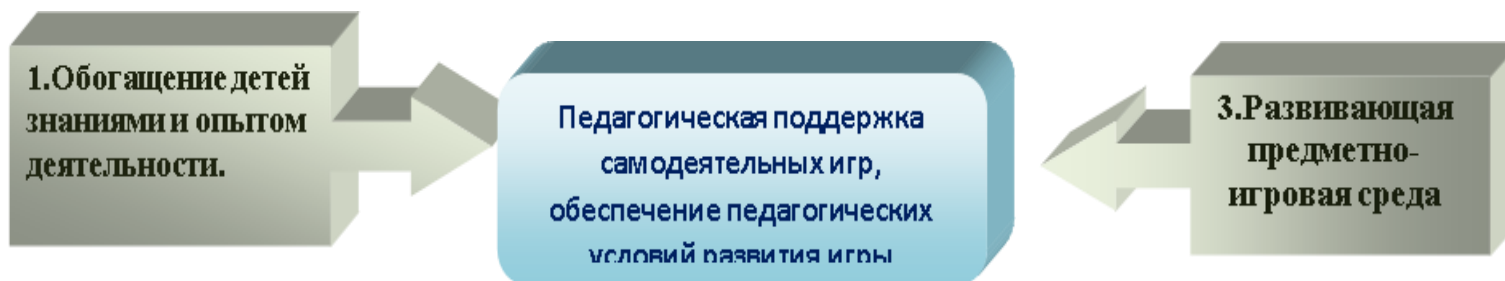 1.Обогащение детей
знаниями и опытом
деятельности.
Педагогическая поддержка
самодеятельных игр,
обеспечение педагогических
условий развития игры
3.Развивающая
предметно-
игровая среда